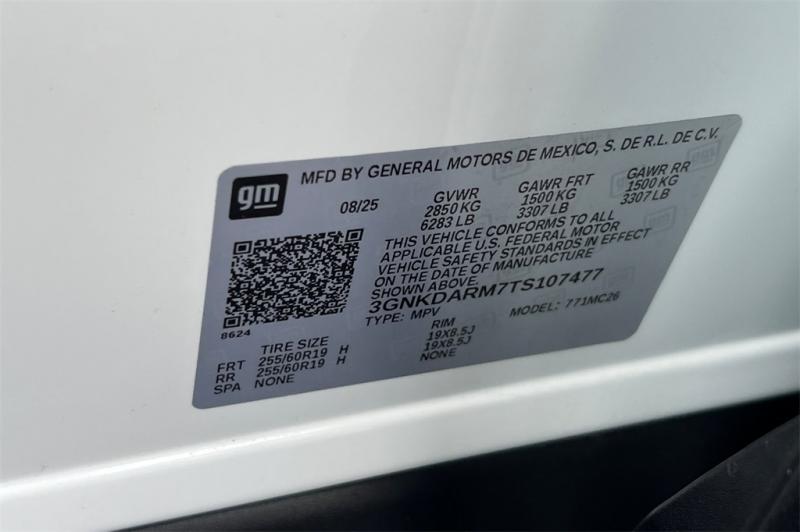 gm
MFD BY GENERAL MOTORS DE MEXICO, S. DE R.L. DE C.V.
08/25
GVWR
2850 KG
6283 LB
GAWR FRT
1500 KG
3307 LB
GAWR RR
1500 KG
3307 LB
THIS VEHICLE CONFORMS TO ALL
APPLICABLE U.S. FEDERAL MOTOR
VEHICLE SAFETY STANDARDS IN EFFECT
ON THE DATE OF MANUFACTURE
SHOWN ABOVE.
3GNKDARM7TS107477
TYPE: MPV MODEL: 771MC26
8624
TIRE SIZE RIM
FRT 255/60R19 H 19X8.5J
RR 255/60R19 H 19X8.5J
SPA NONE NONE